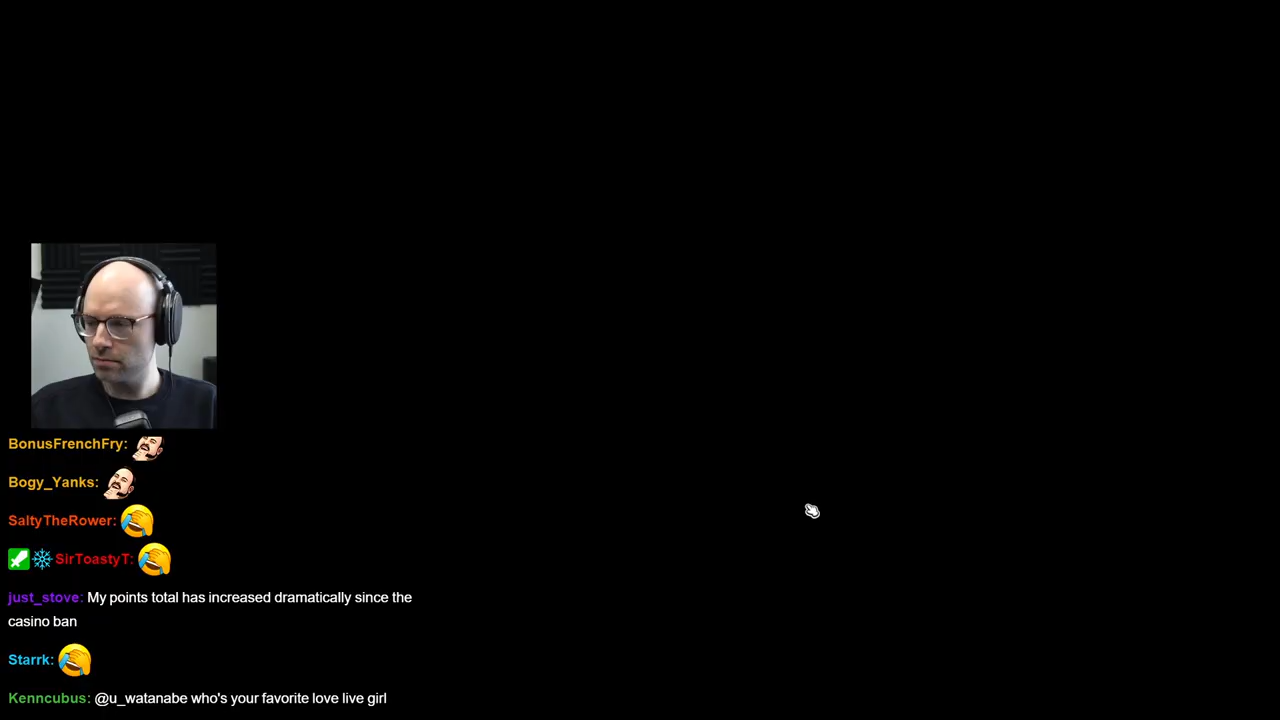 BonusFrenchFry:
Bogy_Yanks:
SaltyTheRower:
SirToastyT:
just_stove: My points total has increased dramatically since the
casino ban
Starrk:
Kenncubus: @u_watanabe who's your favorite love live girl